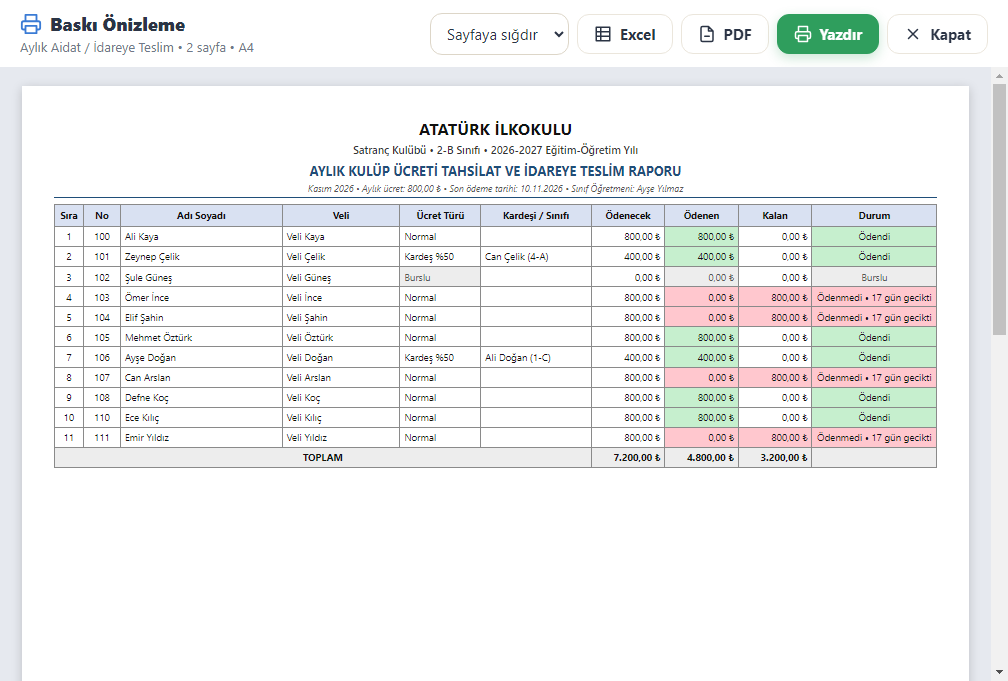 Baskı Önizleme
Aylık Aidat / İdareye Teslim • 2 sayfa • A4
Sayfaya sığdır
Excel
PDF
Yazdır
Kapat
ATATÜRK İLKOKULU
Satranç Kulübü • 2-B Sınıfı • 2026-2027 Eğitim-Öğretim Yılı
AYLIK KULÜP ÜCRETİ TAHSİLAT VE İDAREYE TESLİM RAPORU
Kasım 2026 • Aylık ücret: 800,00 ₺ • Son ödeme tarihi: 10.11.2026 • Sınıf Öğretmeni: Ayşe Yılmaz
Sıra No Adı Soyadı Veli Ücret Türü Kardeşi / Sınıfı Ödenecek Ödenen Kalan Durum
1 100 Ali Kaya Veli Kaya Normal 800,00 ₺ 800,00 ₺ 0,00 ₺ Ödendi
2 101 Zeynep Çelik Veli Çelik Kardeş %50 Can Çelik (4-A) 400,00 ₺ 400,00 ₺ 0,00 ₺ Ödendi
3 102 Şule Güneş Veli Güneş Burslu 0,00 ₺ 0,00 ₺ 0,00 ₺ Burslu
4 103 Ömer İnce Veli İnce Normal 800,00 ₺ 0,00 ₺ 800,00 ₺ Ödenmedi • 17 gün gecikti
5 104 Elif Şahin Veli Şahin Normal 800,00 ₺ 0,00 ₺ 800,00 ₺ Ödenmedi • 17 gün gecikti
6 105 Mehmet Öztürk Veli Öztürk Normal 800,00 ₺ 800,00 ₺ 0,00 ₺ Ödendi
7 106 Ayşe Doğan Veli Doğan Kardeş %50 Ali Doğan (1-C) 400,00 ₺ 400,00 ₺ 0,00 ₺ Ödendi
8 107 Can Arslan Veli Arslan Normal 800,00 ₺ 0,00 ₺ 800,00 ₺ Ödenmedi • 17 gün gecikti
9 108 Defne Koç Veli Koç Normal 800,00 ₺ 800,00 ₺ 0,00 ₺ Ödendi
10 110 Ece Kılıç Veli Kılıç Normal 800,00 ₺ 800,00 ₺ 0,00 ₺ Ödendi
11 111 Emir Yıldız Veli Yıldız Normal 800,00 ₺ 0,00 ₺ 800,00 ₺ Ödenmedi • 17 gün gecikti
TOPLAM 7.200,00 ₺ 4.800,00 ₺ 3.200,00 ₺